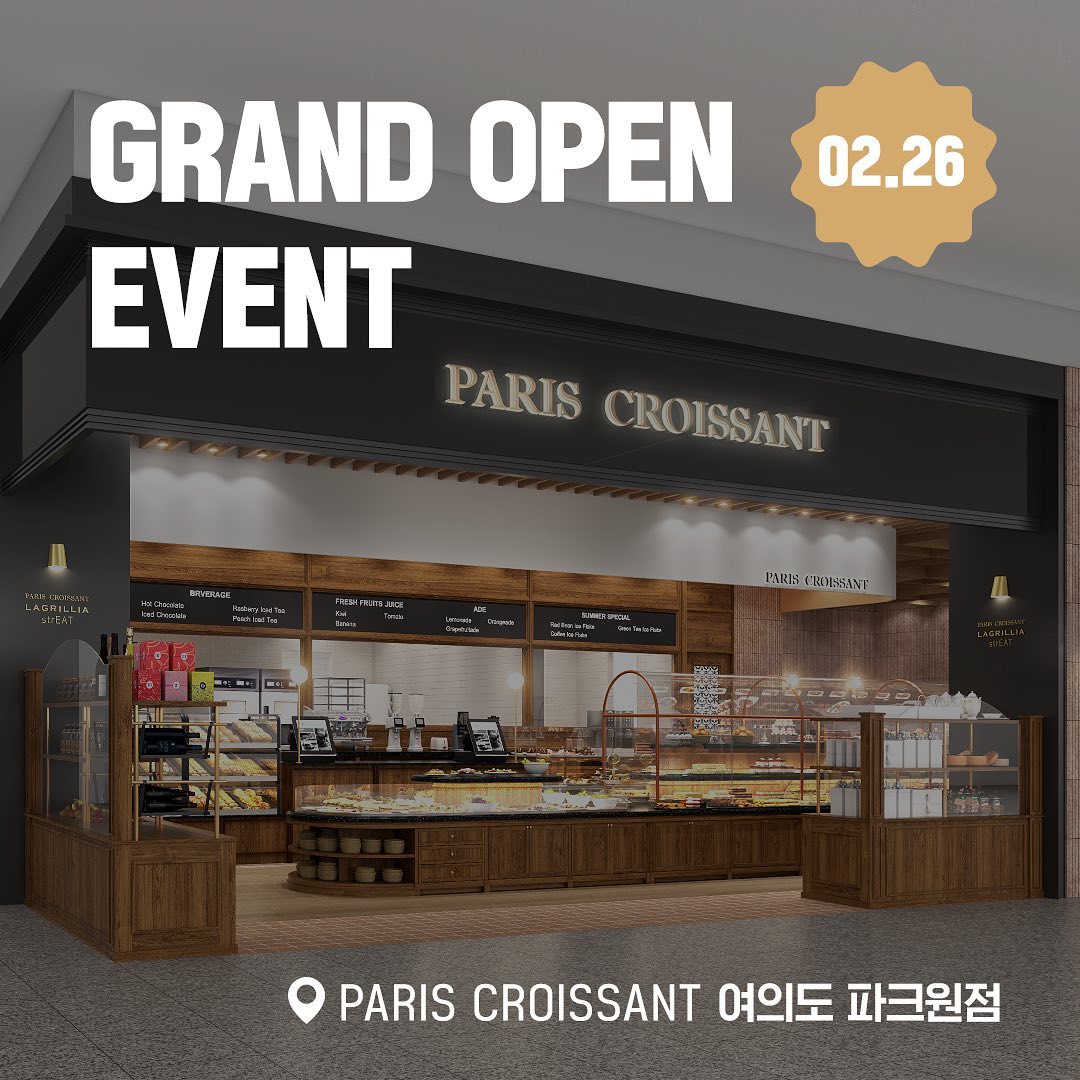 GRAND OPEN
EVENT
02.26
PARIS CROISSANT
PARIS CROISSANT
PARIS CROISSANT
LAGRILLIA
strEAT
BRVERAGE
Hot Chocolate Rasberry Iced Tea
Iced Chocolate Peach Iced Tea
FRESH FRUITS JUICE
Kiwi Tomato
Banana
ADE
Lemonade Orangeade
Grapefruitade
SUMMER SPECIAL
Red Bean Ice Flake Green Tea Ice Flake
Coffee Ice Flake
PARIS CROISSANT
LAGRILLIA
strEAT
PARIS CROISSANT 여의도 파크원점